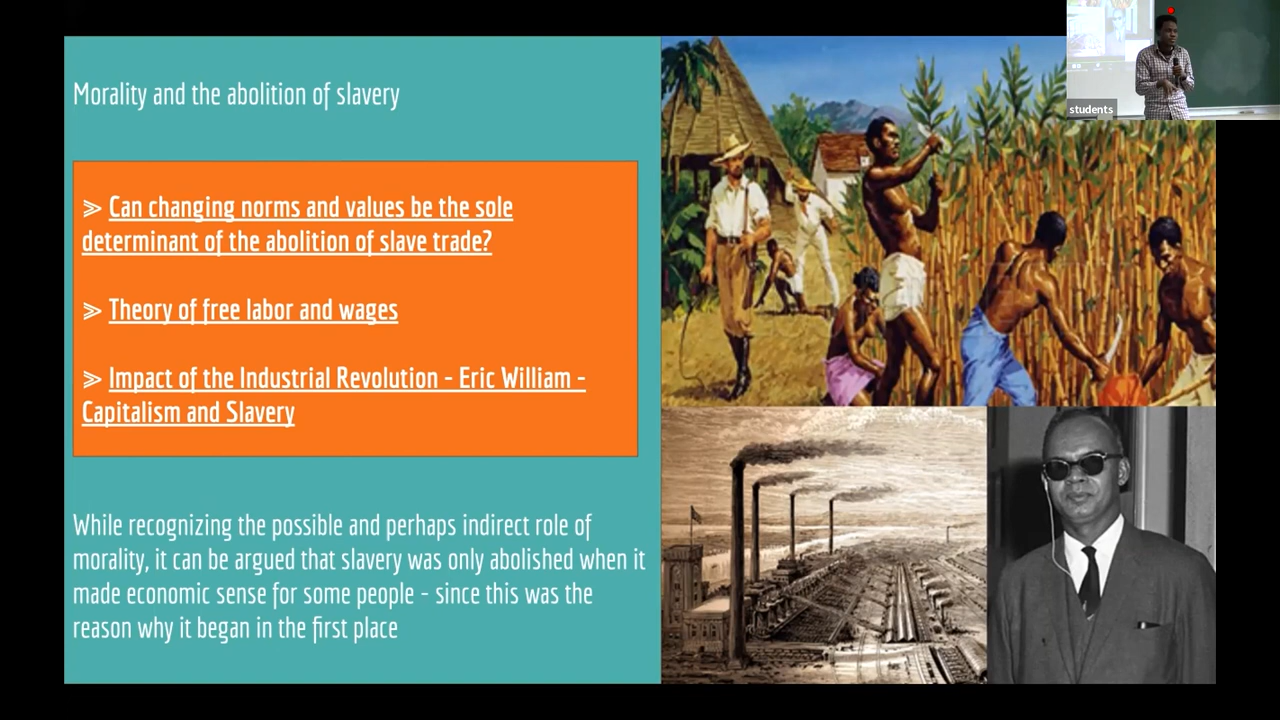 students
Morality and the abolition of slavery
⪢ Can changing norms and values be the sole
determinant of the abolition of slave trade?
⪢ Theory of free labor and wages
⪢ Impact of the Industrial Revolution - Eric William -
Capitalism and Slavery
While recognizing the possible and perhaps indirect role of
morality, it can be argued that slavery was only abolished when it
made economic sense for some people - since this was the
reason why it began in the first place